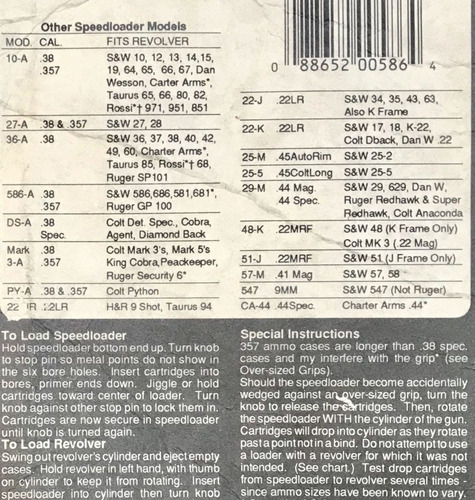 Other Speedloader Models
MOD. CAL. FITS REVOLVER
10-A .38 S&W 10, 12, 13, 14,15,
.357 19, 64, 65, 66, 67, Dan
Wesson, Carter Arms*,
Taurus 65, 66, 80, 82,
Rossi*† 971, 951, 851
27-A .38 & .357 S&W 27, 28
36-A .38 S&W 36, 37, 38, 40, 42,
49, 60, Charter Arms*,
Taurus 85, Rossi*† 68,
Ruger SP101
586-A .38 S&W 586,686,581,681*,
.357 Ruger GP 100
DS-A .38 Colt Det. Spec., Cobra,
Spec. Agent, Diamond Back
Mark .38 Colt Mark 3's, Mark 5's
3-A .357 King Cobra,Peacekeeper,
Ruger Security 6*
PY-A .38 & .357 Colt Python
22 JR .22LR H&R 9 Shot, Taurus 94
0 88652 00586 4
22-J .22LR S&W 34, 35, 43, 63,
Also K Frame
22-K .22LR S&W 17, 18, K-22,
Colt Dback, Dan W .22
25-M .45AutoRim S&W 25-2
25-5 .45ColtLong S&W 25-5
29-M .44 Mag. S&W 29, 629, Dan W,
.44 Spec. Ruger Redhawk & Super
Redhawk, Colt Anaconda
48-K .22MRF S&W 48 (K Frame Only)
Colt MK 3 (.22 Mag)
51-J .22MRF S&W 51 (J Frame Only)
57-M .41 Mag S&W 57, 58
547 9MM S&W 547 (Not Ruger)
CA-44 .44Spec. Charter Arms .44*
To Load Speedloader
Hold speedloader bottom end up. Turn knob
to stop pin so metal points do not show in
the six bore holes. Insert cartridges into
bores, primer ends down. Jiggle or hold
cartridges toward center of loader. Turn
knob against other stop pin to lock them in.
Cartridges are now secure in speedloader
until knob is turned again.
To Load Revolver
Swing out revolver's cylinder and eject empty
cases. Hold revolver in left hand, with thumb
on cylinder to keep it from rotating. Insert
speedloader into cylinder then turn knob
Special Instructions
357 ammo cases are longer than .38 spec.
cases and my interfere with the grip* (see
Over-sized Grips).
Should the speedloader become accidentally
wedged against an over-sized grip, turn the
knob to release the cartridges. Then, rotate
the speedloader WITH the cylinder of the gun.
Cartridges will drop into cylinder as they rotate
past a point not in a bind. Do not attempt to use
a loader with a revolver for which it was not
intended. (See chart.) Test drop cartridges
from speedloader to revolver several times -
since ammo sizes have been known to vary